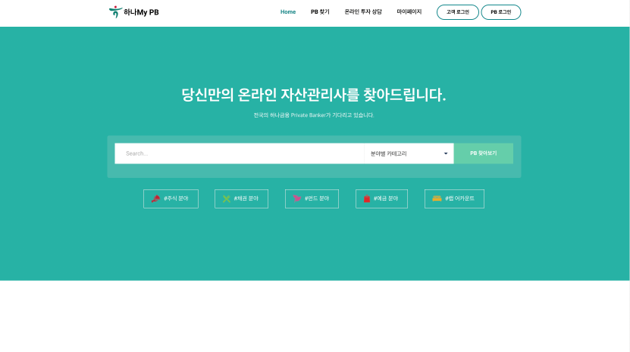 하나My PB
Home PB 찾기 온라인 투자 상담 마이페이지 고객 로그인 PB 로그인
당신만의 온라인 자산관리사를 찾아드립니다.
전국의 하나금융 Private Banker가 기다리고 있습니다.
Search... 분야별 카테고리 PB 찾아보기
#주식 분야 #채권 분야 #펀드 분야 #예금 분야 #랩 어카운트